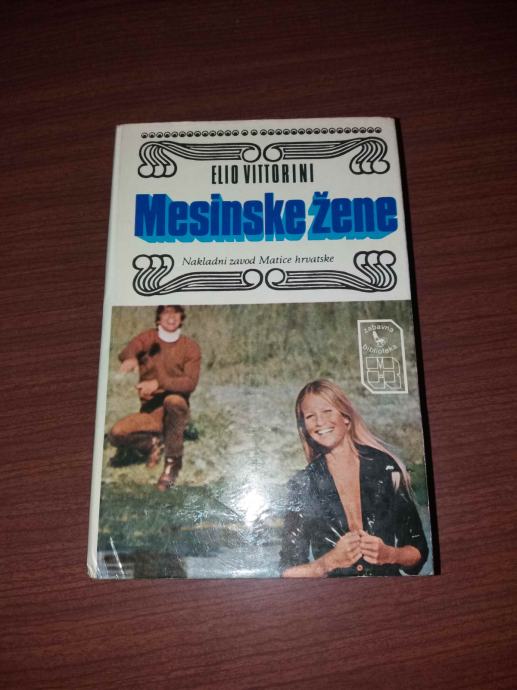 ELIO VITTORINI
Mesinske žene
Nakladni zavod Matice hrvatske
zabavna
biblioteka